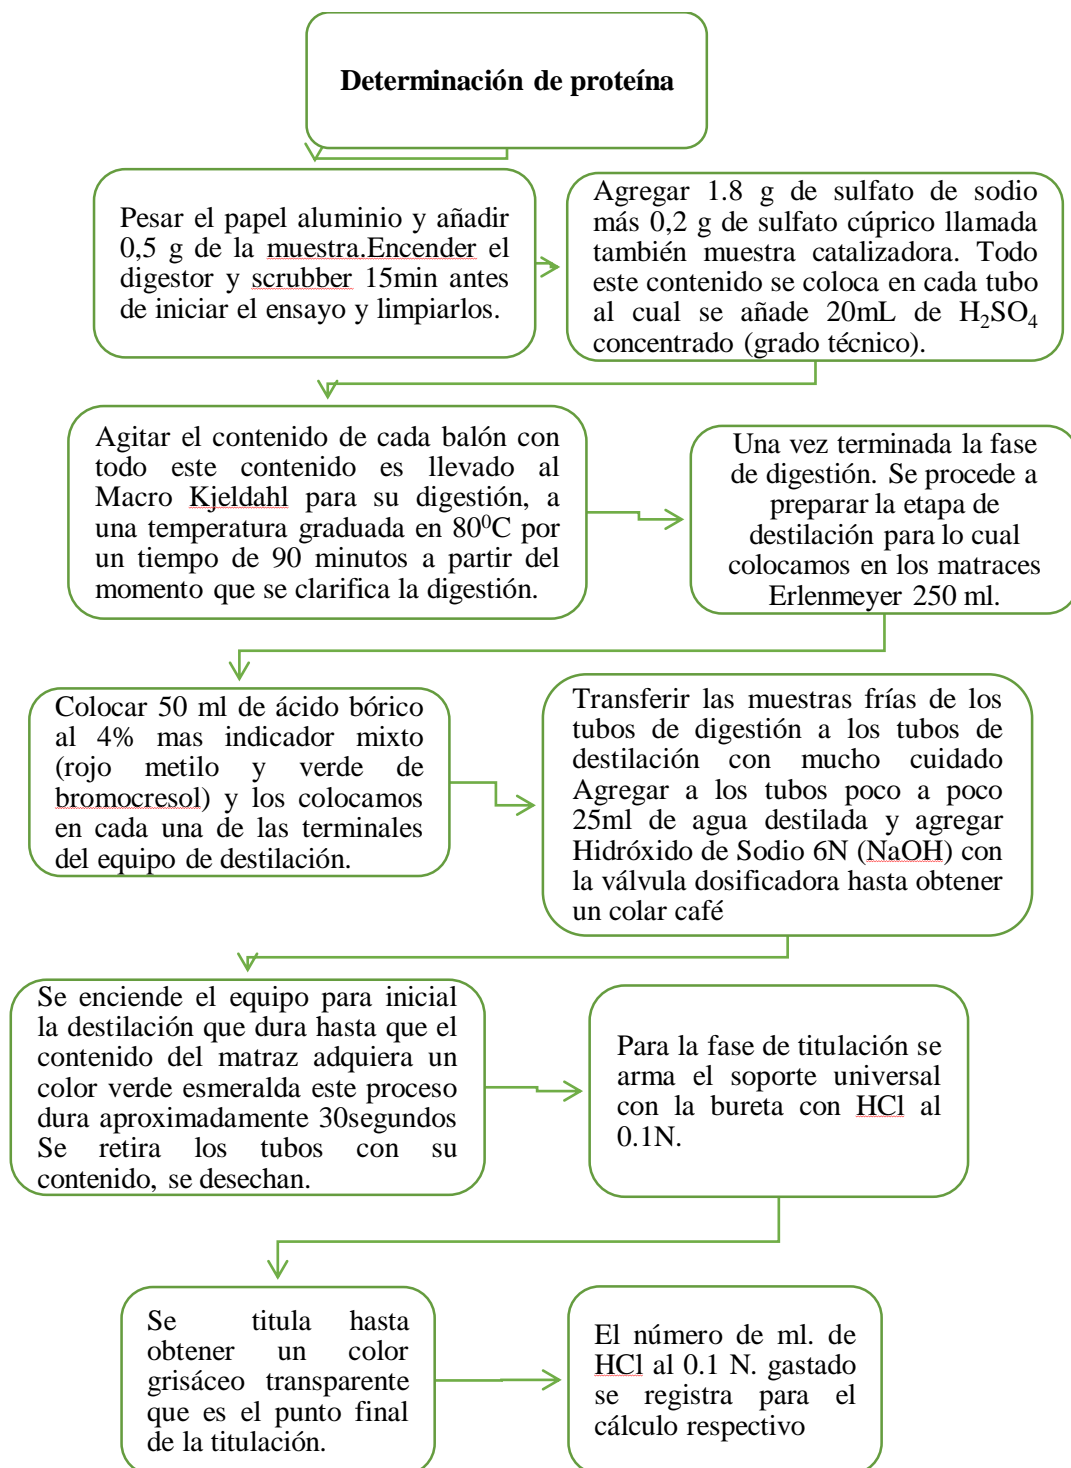 Determinación de proteína
Pesar el papel aluminio y añadir
0,5 g de la muestra.Encender el
digestor y scrubber 15min antes
de iniciar el ensayo y limpiarlos.
Agregar 1.8 g de sulfato de sodio
más 0,2 g de sulfato cúprico llamada
también muestra catalizadora. Todo
este contenido se coloca en cada tubo
al cual se añade 20mL de H₂SO₄
concentrado (grado técnico).
Agitar el contenido de cada balón con
todo este contenido es llevado al
Macro Kjeldahl para su digestión, a
una temperatura graduada en 80⁰C por
un tiempo de 90 minutos a partir del
momento que se clarifica la digestión.
Una vez terminada la fase
de digestión. Se procede a
preparar la etapa de
destilación para lo cual
colocamos en los matraces
Erlenmeyer 250 ml.
Colocar 50 ml de ácido bórico
al 4% mas indicador mixto
(rojo metilo y verde de
bromocresol) y los colocamos
en cada una de las terminales
del equipo de destilación.
Transferir las muestras frías de los
tubos de digestión a los tubos de
destilación con mucho cuidado
Agregar a los tubos poco a poco
25ml de agua destilada y agregar
Hidróxido de Sodio 6N (NaOH) con
la válvula dosificadora hasta obtener
un colar café
Se enciende el equipo para inicial
la destilación que dura hasta que el
contenido del matraz adquiera un
color verde esmeralda este proceso
dura aproximadamente 30segundos
Se retira los tubos con su
contenido, se desechan.
Para la fase de titulación se
arma el soporte universal
con la bureta con HCl al
0.1N.
Se titula hasta
obtener un color
grisáceo transparente
que es el punto final
de la titulación.
El número de ml. de
HCl al 0.1 N. gastado
se registra para el
cálculo respectivo